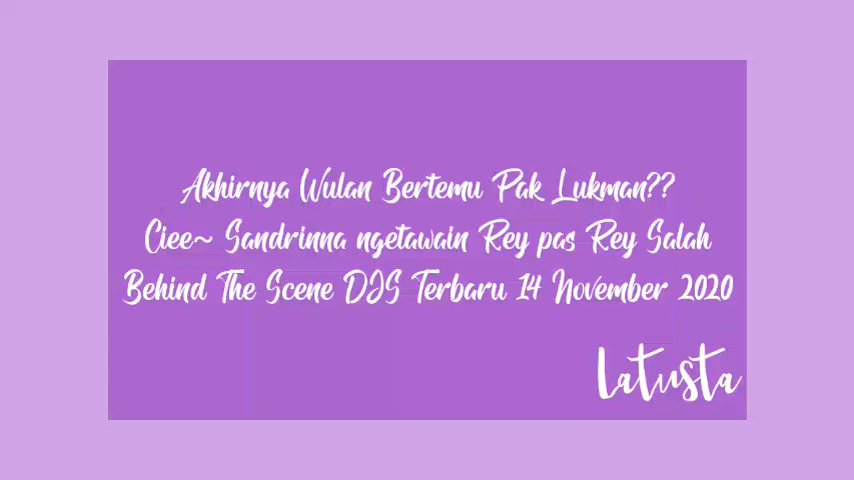 Akhirnya Wulan Bertemu Pak Lukman??
Ciee~ Sandrinna ngetawain Rey pas Rey Salah
Behind The Scene DJS Terbaru 14 November 2020
Latusta